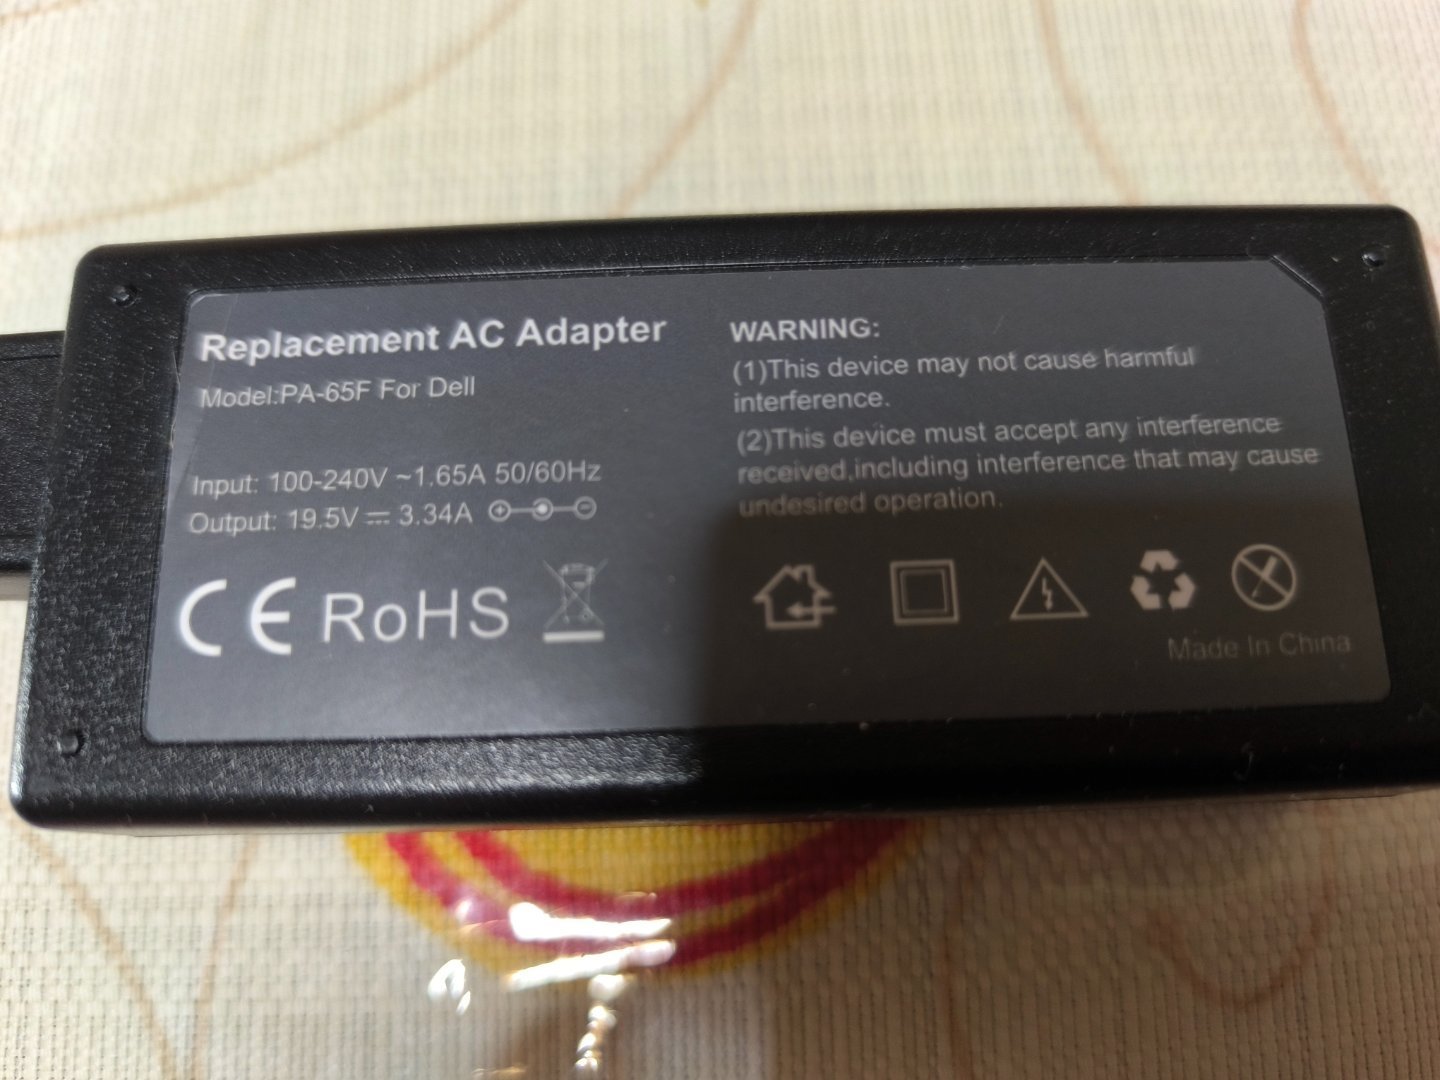 Replacement AC Adapter
Model:PA-65F For Dell
Input: 100-240V ~1.65A 50/60Hz
Output: 19.5V ⎓ 3.34A
CE RoHS
WARNING:
(1)This device may not cause harmful
interference.
(2)This device must accept any interference
received,including interference that may cause
undesired operation.
Made In China